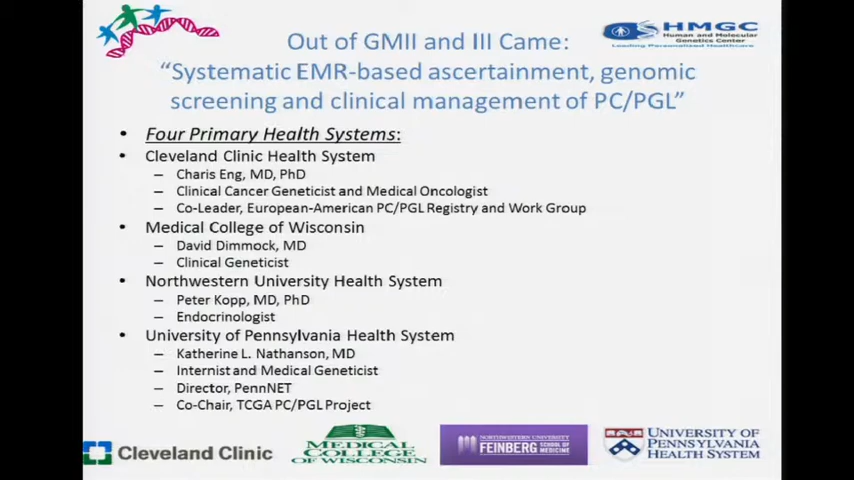 HMGC
Human and Molecular
Genetics Center
Leading Personalized Healthcare
Out of GMII and III Came:
“Systematic EMR-based ascertainment, genomic
screening and clinical management of PC/PGL”
• Four Primary Health Systems:
• Cleveland Clinic Health System
– Charis Eng, MD, PhD
– Clinical Cancer Geneticist and Medical Oncologist
– Co-Leader, European-American PC/PGL Registry and Work Group
• Medical College of Wisconsin
– David Dimmock, MD
– Clinical Geneticist
• Northwestern University Health System
– Peter Kopp, MD, PhD
– Endocrinologist
• University of Pennsylvania Health System
– Katherine L. Nathanson, MD
– Internist and Medical Geneticist
– Director, PennNET
– Co-Chair, TCGA PC/PGL Project
Cleveland Clinic
MEDICAL
COLLEGE
OF WISCONSIN
NORTHWESTERN UNIVERSITY
FEINBERG SCHOOL OF MEDICINE
UNIVERSITY OF
PENNSYLVANIA
HEALTH SYSTEM